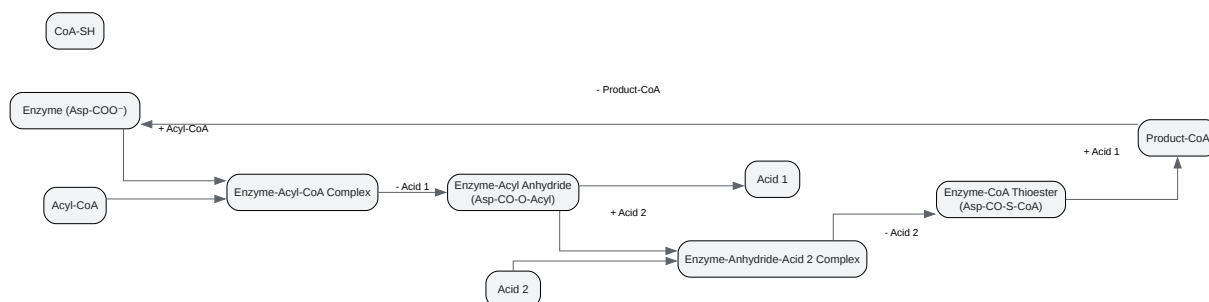 CoA-SH
- Product-CoA
Enzyme (Asp-COO⁻)
+ Acyl-CoA
Product-CoA
+ Acid 1
Acid 1
Enzyme-Acyl-CoA Complex
- Acid 1
Enzyme-Acyl Anhydride
(Asp-CO-O-Acyl)
Enzyme-CoA Thioester
(Asp-CO-S-CoA)
Acyl-CoA
+ Acid 2
- Acid 2
Enzyme-Anhydride-Acid 2 Complex
Acid 2